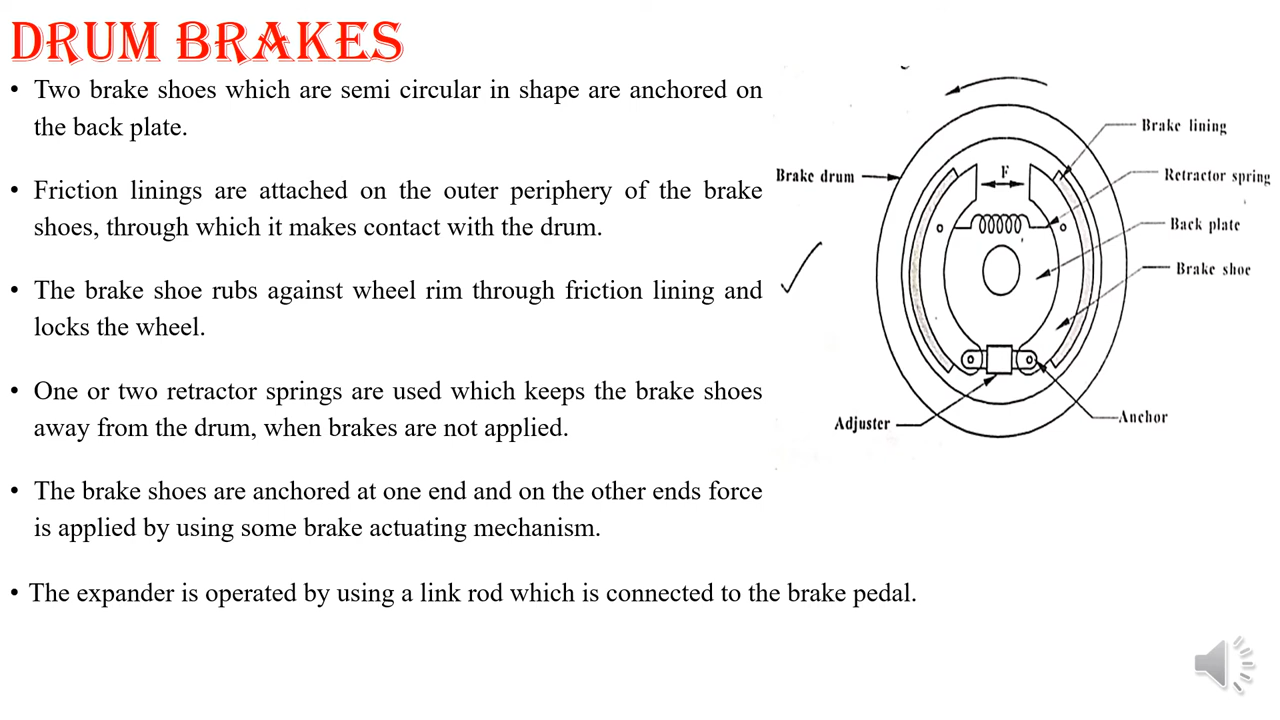 DRUM BRAKES
• Two brake shoes which are semi circular in shape are anchored on
the back plate.
• Friction linings are attached on the outer periphery of the brake
shoes, through which it makes contact with the drum.
• The brake shoe rubs against wheel rim through friction lining and
locks the wheel.
• One or two retractor springs are used which keeps the brake shoes
away from the drum, when brakes are not applied.
• The brake shoes are anchored at one end and on the other ends force
is applied by using some brake actuating mechanism.
• The expander is operated by using a link rod which is connected to the brake pedal.
Brake lining
Brake drum
F
Retractor spring
Back plate
Brake shoe
Adjuster
Anchor